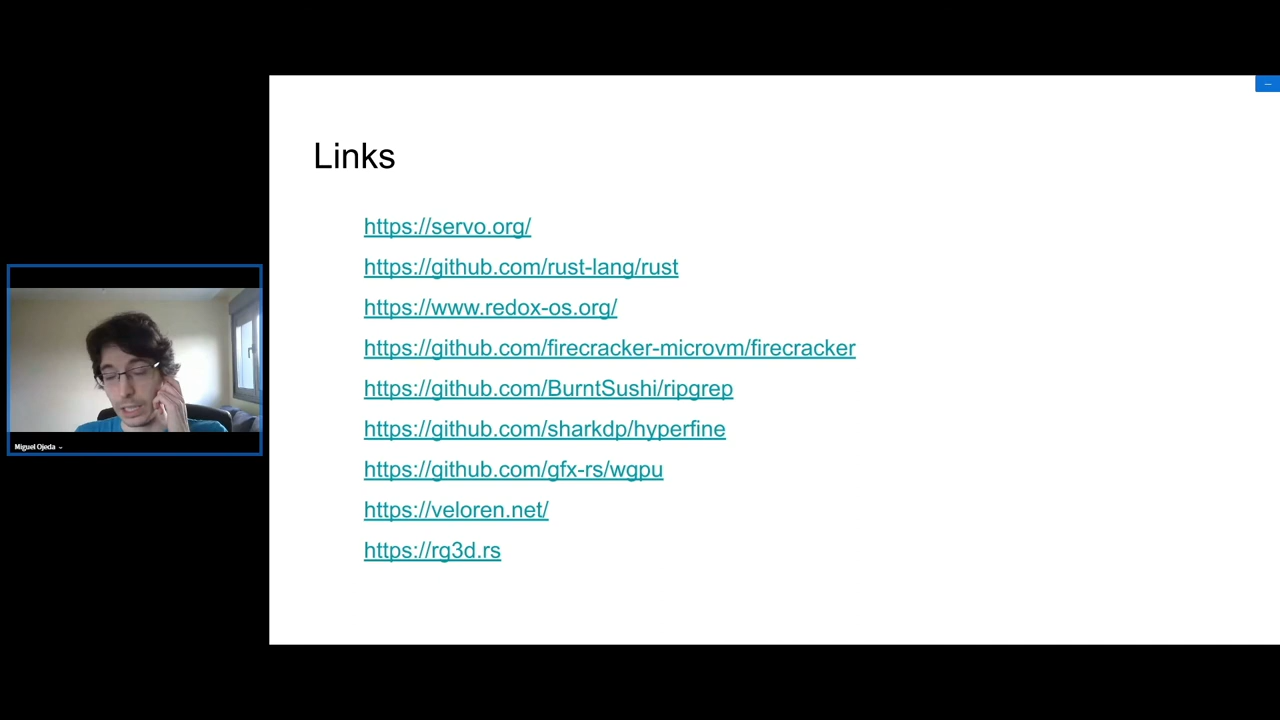 Links
https://servo.org/
https://github.com/rust-lang/rust
https://www.redox-os.org/
https://github.com/firecracker-microvm/firecracker
https://github.com/BurntSushi/ripgrep
https://github.com/sharkdp/hyperfine
https://github.com/gfx-rs/wgpu
https://veloren.net/
https://rg3d.rs
Miguel Ojeda